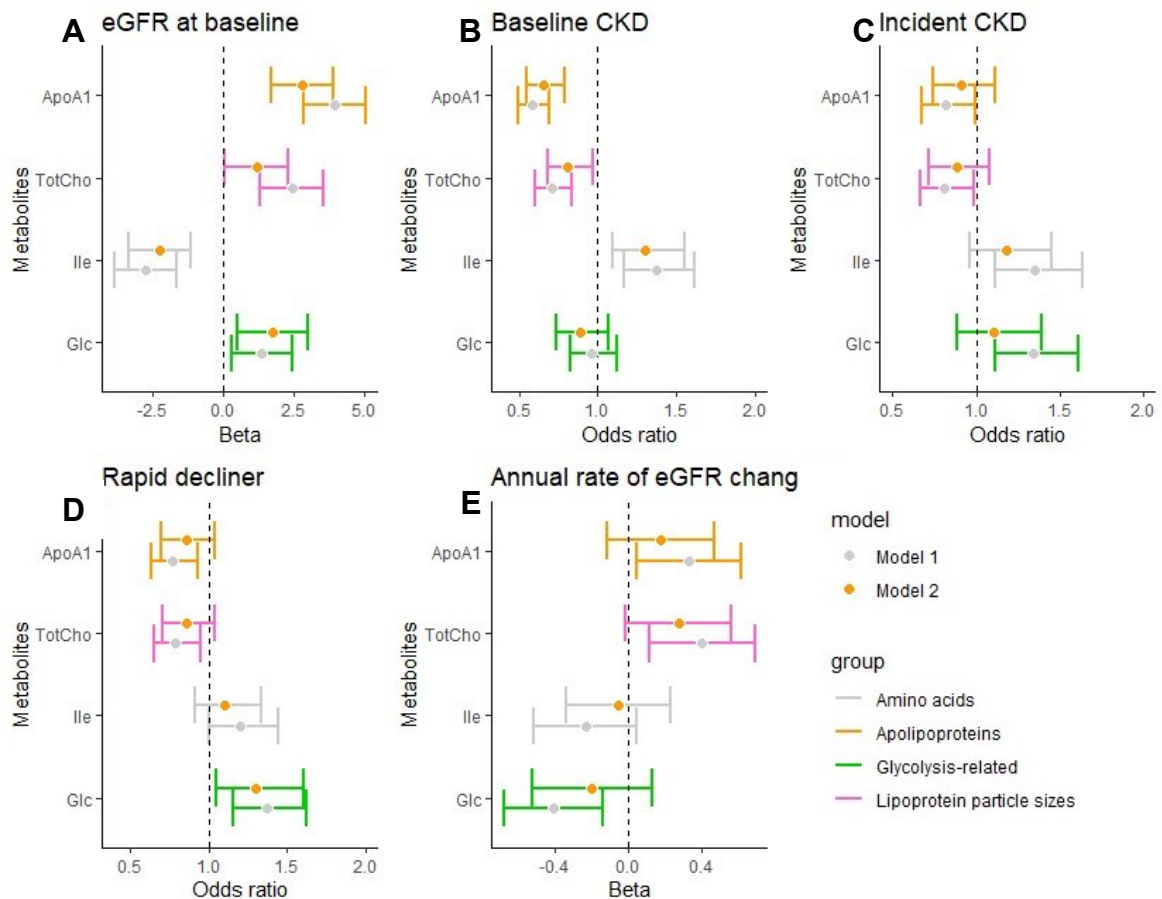 A eGFR at baseline
Metabolites
ApoA1
TotCho
Ile
Glc
-2.5 0.0 2.5 5.0
Beta
B Baseline CKD
Metabolites
ApoA1
TotCho
Ile
Glc
0.5 1.0 1.5 2.0
Odds ratio
C Incident CKD
Metabolites
ApoA1
TotCho
Ile
Glc
0.5 1.0 1.5 2.0
Odds ratio
D Rapid decliner
Metabolites
ApoA1
TotCho
Ile
Glc
0.5 1.0 1.5 2.0
Odds ratio
E Annual rate of eGFR chang
Metabolites
ApoA1
TotCho
Ile
Glc
-0.4 0.0 0.4
Beta
model
Model 1
Model 2
group
Amino acids
Apolipoproteins
Glycolysis-related
Lipoprotein particle sizes